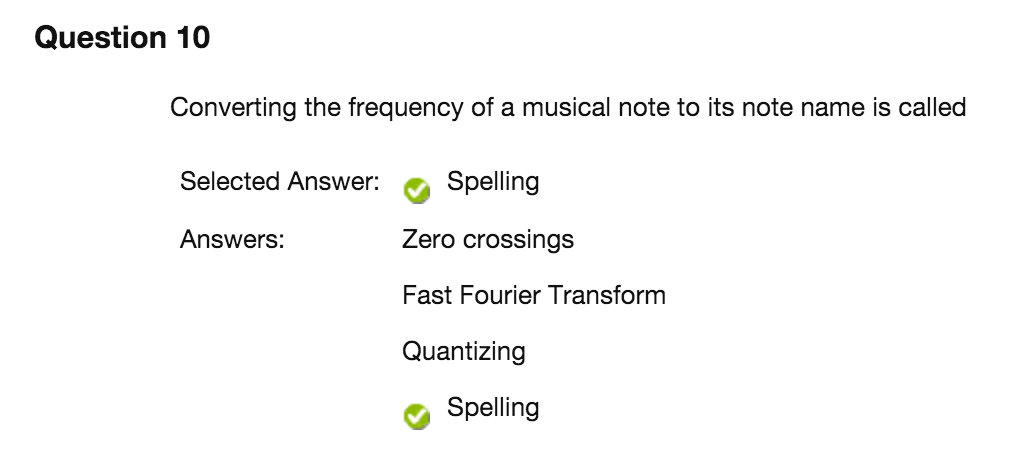 Question 10
Converting the frequency of a musical note to its note name is called
Selected Answer: Spelling
Answers: Zero crossings
Fast Fourier Transform
Quantizing
Spelling